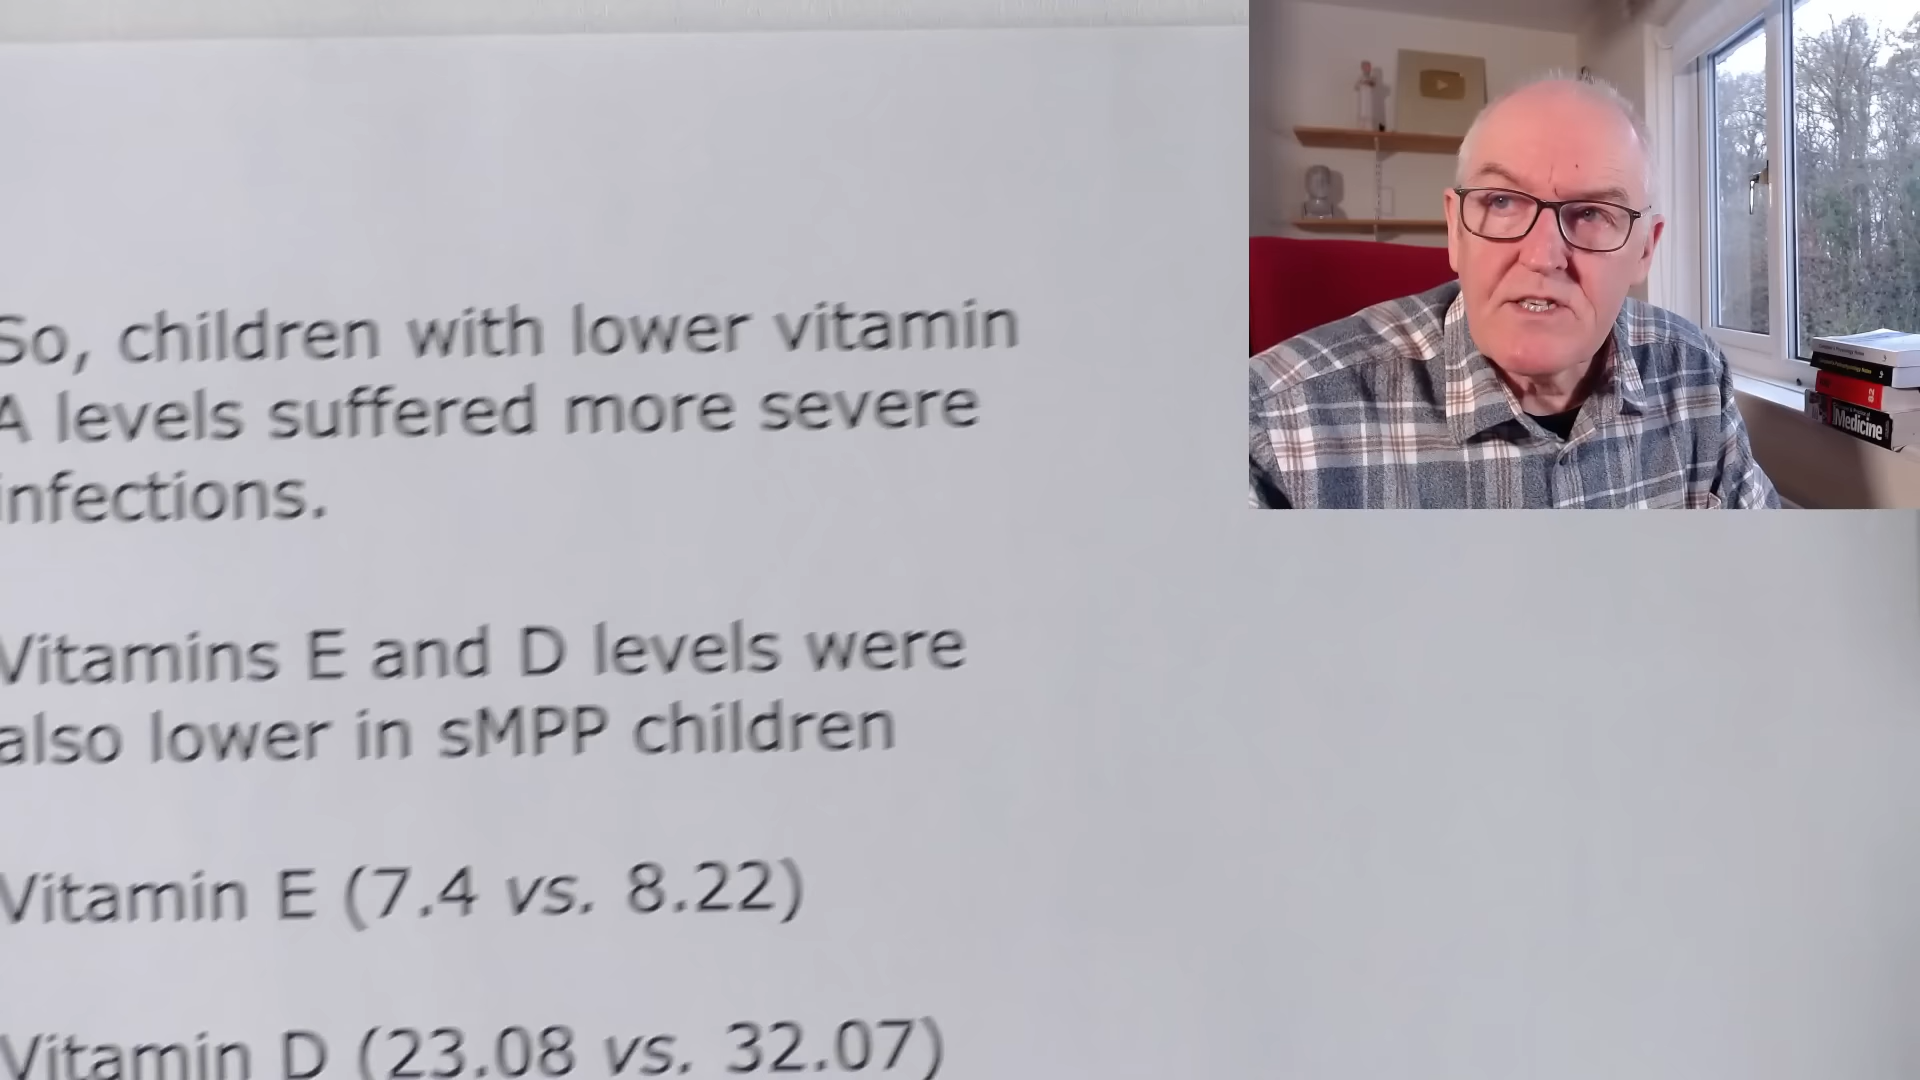 So, children with lower vitamin
A levels suffered more severe
infections.
Vitamins E and D levels were
also lower in sMPP children
Vitamin E (7.4 vs. 8.22)
Vitamin D (23.08 vs. 32.07)
Medicine